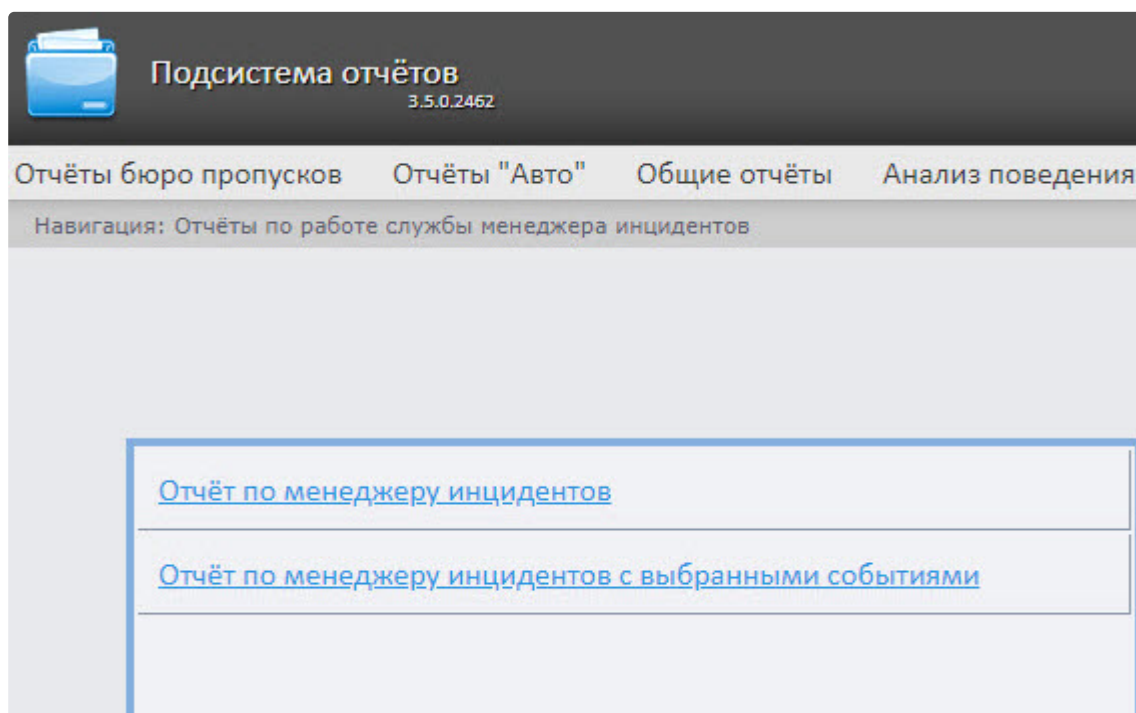 Подсистема отчётов
3.5.0.2462
Отчёты бюро пропусков Отчёты "Авто" Общие отчёты Анализ поведения
Навигация: Отчёты по работе службы менеджера инцидентов
Отчёт по менеджеру инцидентов
Отчёт по менеджеру инцидентов с выбранными событиями